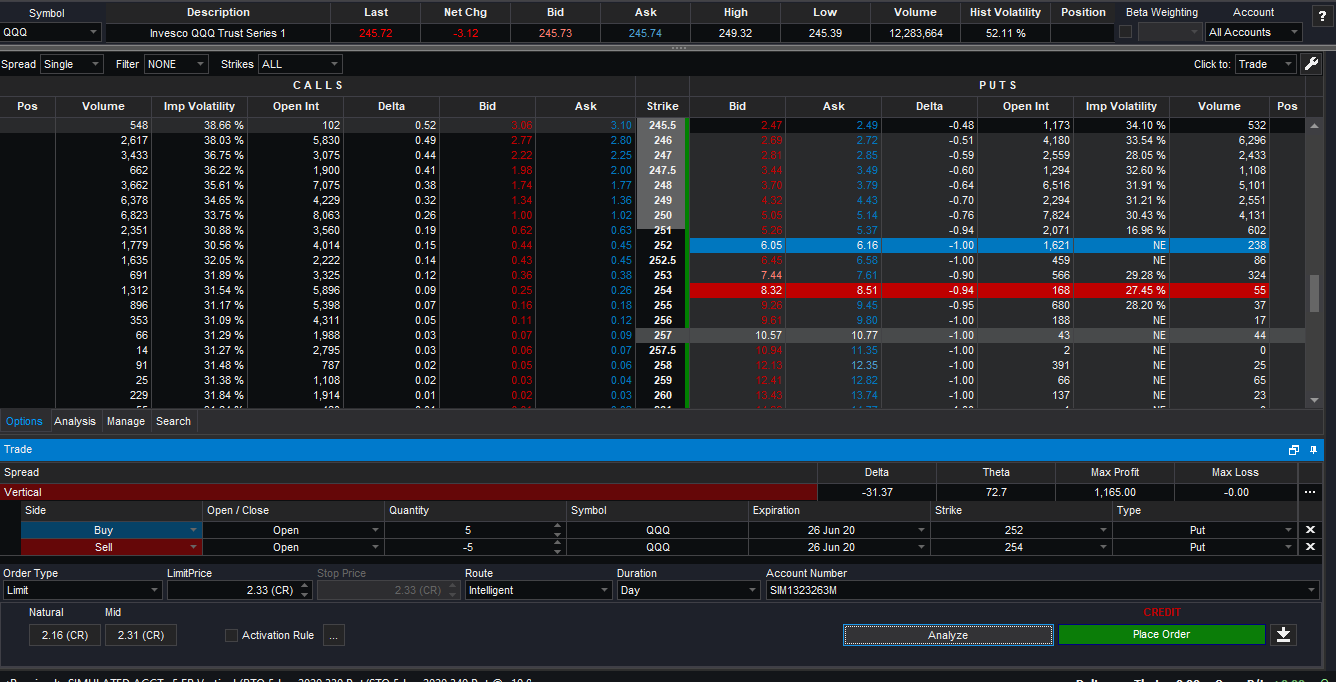 Symbol Description Last Net Chg Bid Ask High Low Volume Hist Volatility Position Beta Weighting Account ?
QQQ Invesco QQQ Trust Series 1 245.72 -3.12 245.73 245.74 249.32 245.39 12,283,664 52.11 % All Accounts
Spread Single Filter NONE Strikes ALL Click to: Trade
CALLS PUTS
Pos Volume Imp Volatility Open Int Delta Bid Ask Strike Bid Ask Delta Open Int Imp Volatility Volume Pos
548 38.66 % 102 0.52 3.06 3.10 245.5 2.47 2.49 -0.48 1,173 34.10 % 532
2,617 38.03 % 5,830 0.49 2.77 2.80 246 2.69 2.72 -0.51 4,180 33.54 % 6,296
3,433 36.75 % 3,075 0.44 2.22 2.25 247 2.81 2.85 -0.59 2,559 28.05 % 2,433
662 36.22 % 1,900 0.41 1.98 2.00 247.5 3.44 3.49 -0.60 1,294 32.60 % 1,108
3,662 35.61 % 7,075 0.38 1.74 1.77 248 3.70 3.79 -0.64 6,516 31.91 % 5,101
6,378 34.65 % 4,229 0.32 1.34 1.36 249 4.32 4.43 -0.70 2,294 31.21 % 2,551
6,823 33.75 % 8,063 0.26 1.00 1.02 250 5.05 5.14 -0.76 7,824 30.43 % 4,131
2,351 30.88 % 3,560 0.19 0.62 0.63 251 5.26 5.37 -0.94 2,071 16.96 % 602
1,779 30.56 % 4,014 0.15 0.44 0.45 252 6.05 6.16 -1.00 1,621 NE 238
1,635 32.05 % 2,222 0.14 0.43 0.45 252.5 6.45 6.58 -1.00 459 NE 86
691 31.89 % 3,325 0.12 0.36 0.38 253 7.44 7.61 -0.90 566 29.28 % 324
1,312 31.54 % 5,896 0.09 0.25 0.26 254 8.32 8.51 -0.94 168 27.45 % 55
896 31.17 % 5,398 0.07 0.16 0.18 255 9.26 9.45 -0.95 680 28.20 % 37
353 31.09 % 4,311 0.05 0.11 0.12 256 9.61 9.80 -1.00 188 NE 17
66 31.29 % 1,988 0.03 0.07 0.09 257 10.57 10.77 -1.00 43 NE 44
14 31.27 % 2,795 0.03 0.06 0.07 257.5 10.94 11.35 -1.00 2 NE 0
91 31.48 % 787 0.02 0.05 0.06 258 12.13 12.35 -1.00 391 NE 25
25 31.38 % 1,108 0.02 0.03 0.04 259 12.41 12.82 -1.00 66 NE 65
229 31.84 % 1,914 0.01 0.02 0.03 260 13.43 13.74 -1.00 137 NE 23
Options Analysis Manage Search
Trade
Spread Delta Theta Max Profit Max Loss
Vertical -31.37 72.7 1,165.00 -0.00 ...
Side Open / Close Quantity Symbol Expiration Strike Type
Buy Open 5 QQQ 26 Jun 20 252 Put X
Sell Open -5 QQQ 26 Jun 20 254 Put X
Order Type LimitPrice Stop Price Route Duration Account Number
Limit 2.33 (CR) 2.33 (CR) Intelligent Day SIM1323263M
Natural Mid CREDIT
2.16 (CR) 2.31 (CR) Activation Rule ... Analyze Place Order